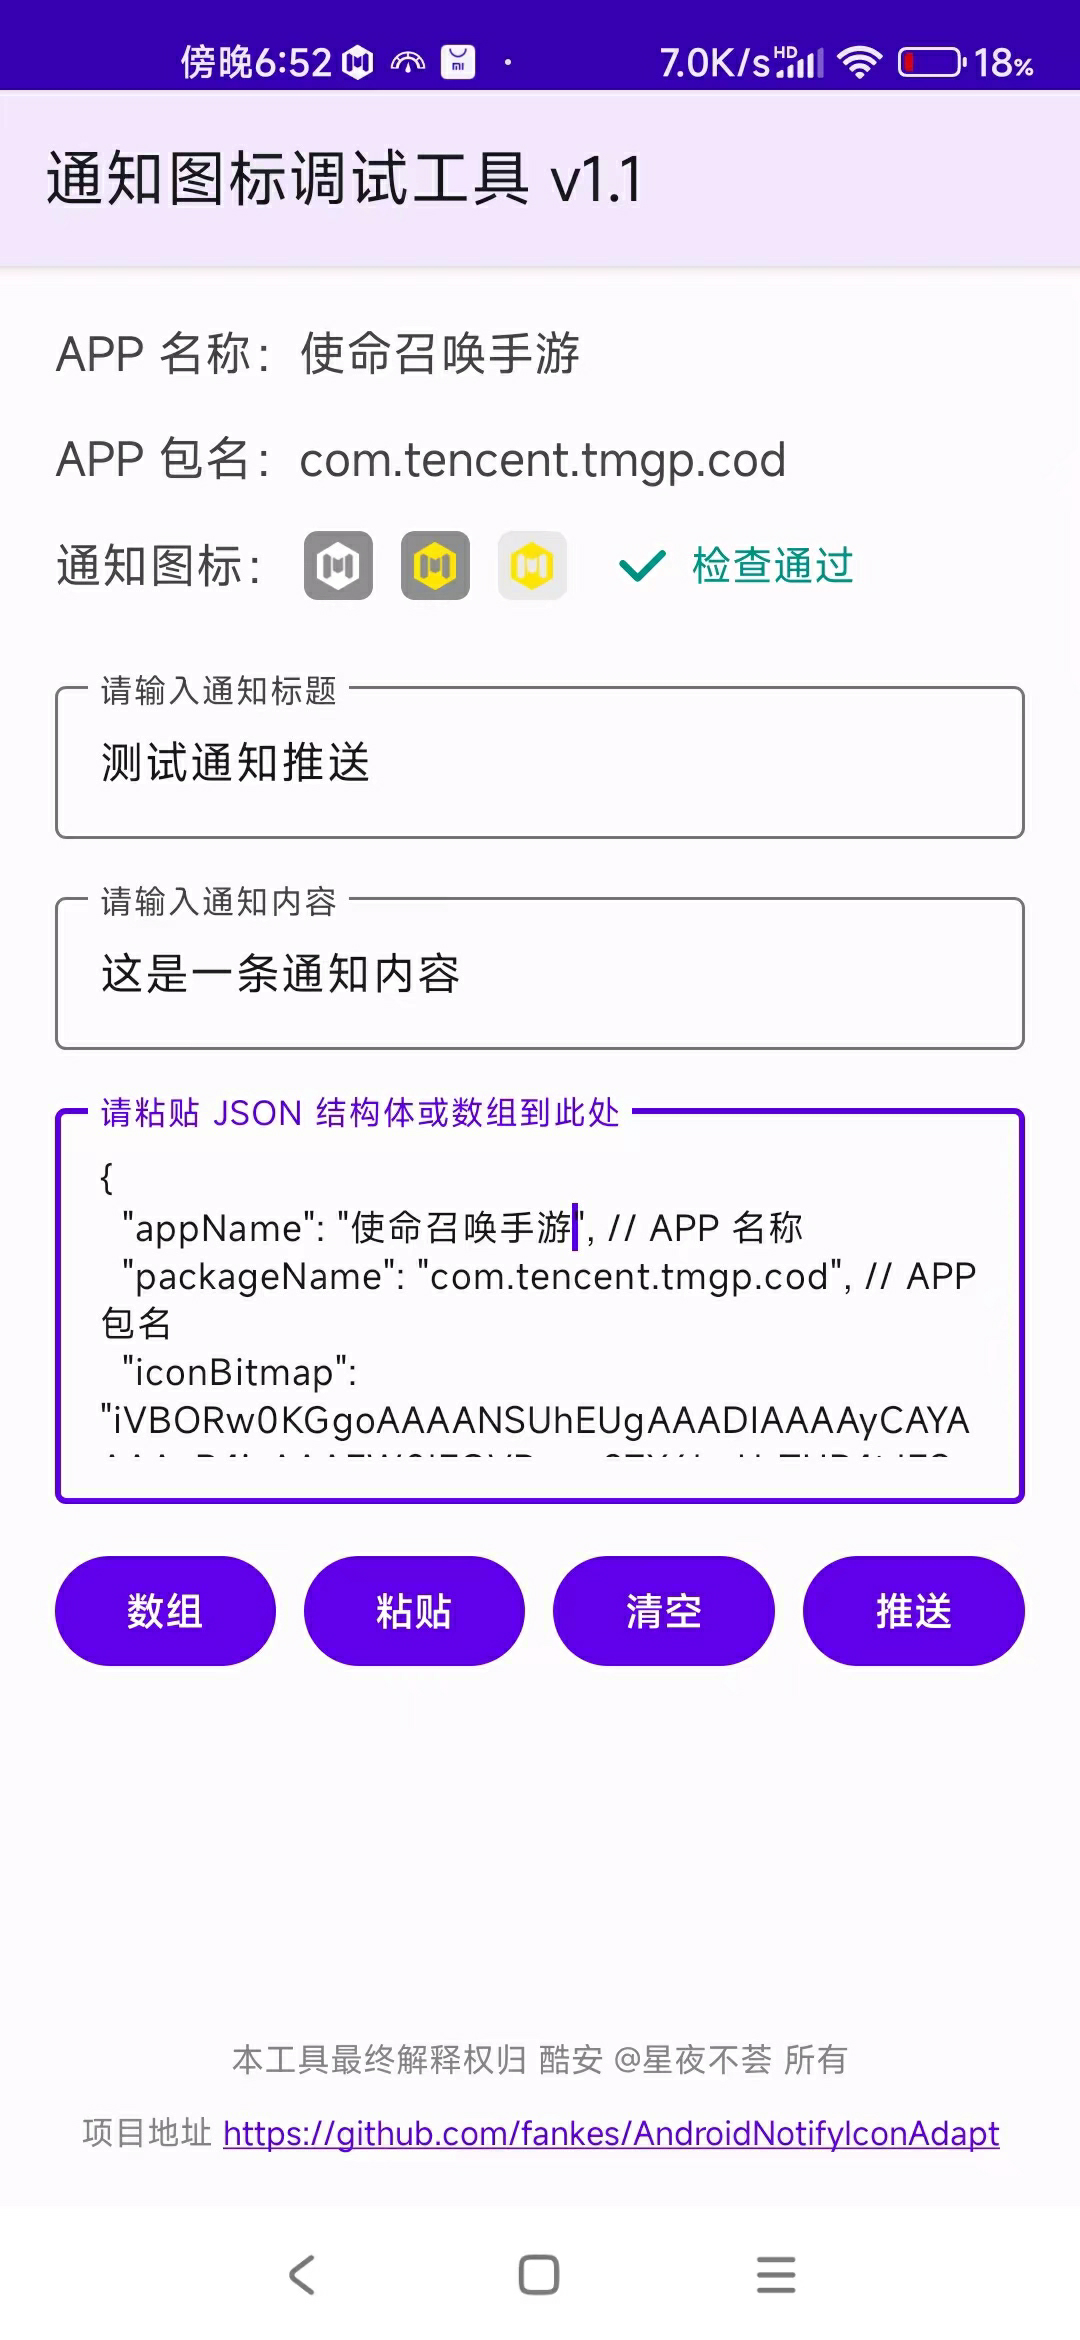 傍晚6:52
7.0K/s HD 18%
通知图标调试工具 v1.1
APP 名称：使命召唤手游
APP 包名：com.tencent.tmgp.cod
通知图标：
检查通过
请输入通知标题
测试通知推送
请输入通知内容
这是一条通知内容
请粘贴 JSON 结构体或数组到此处
{
"appName": "使命召唤手游", // APP 名称
"packageName": "com.tencent.tmgp.cod", // APP
包名
"iconBitmap":
"iVBORw0KGgoAAAANSUhEUgAAADIAAAAyCAYA
数组
粘贴
清空
推送
本工具最终解释权归 酷安 @星夜不荟 所有
项目地址 https://github.com/fankes/AndroidNotifyIconAdapt